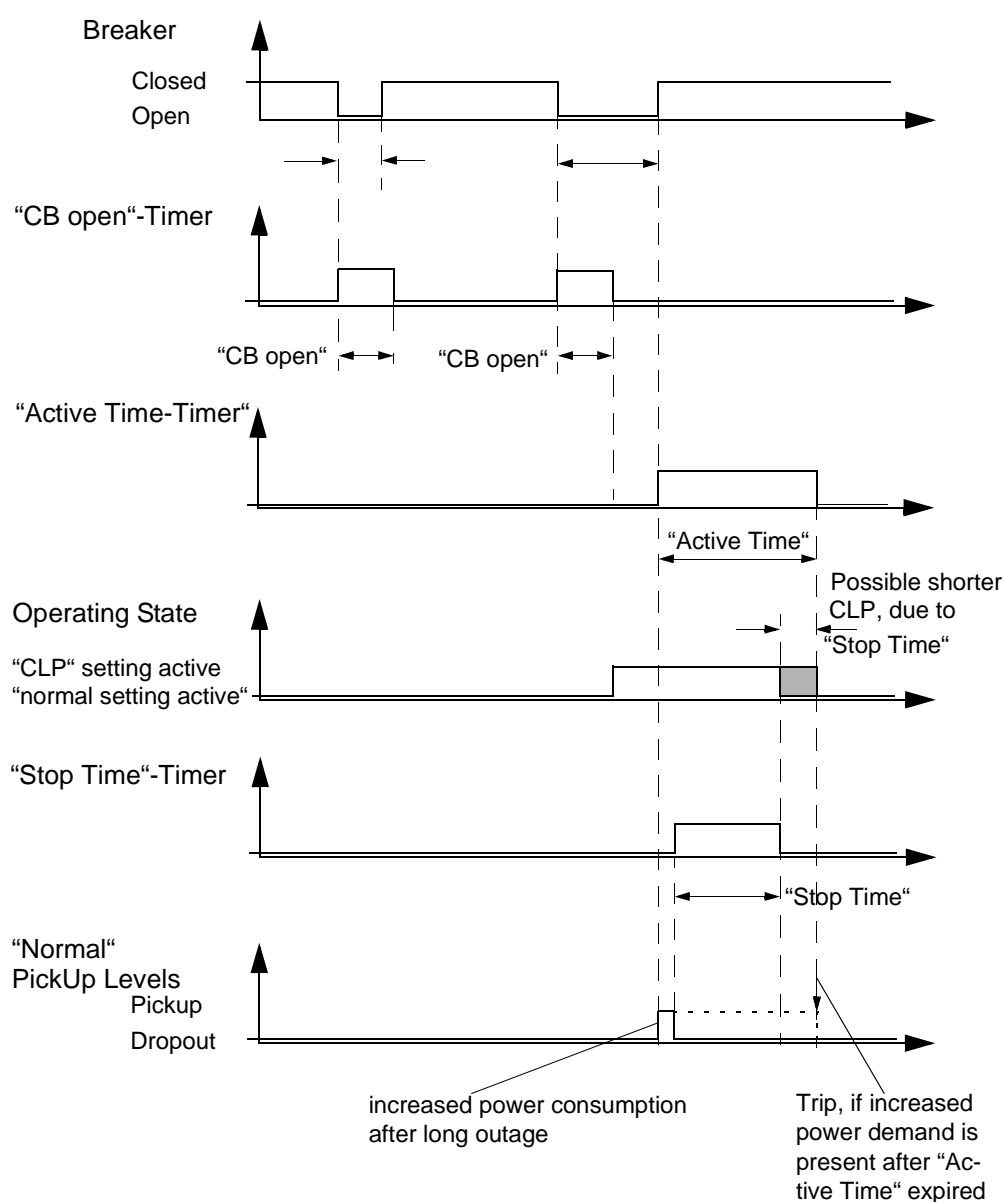 Breaker
Closed
Open
“CB open“-Timer
“CB open“
“CB open“
“Active Time-Timer“
“Active Time“
Possible shorter
CLP, due to
“Stop Time“
Operating State
“CLP“ setting active
“normal setting active“
“Stop Time“-Timer
“Stop Time“
“Normal“
PickUp Levels
Pickup
Dropout
increased power consumption
after long outage
Trip, if increased
power demand is
present after “Ac-
tive Time“ expired